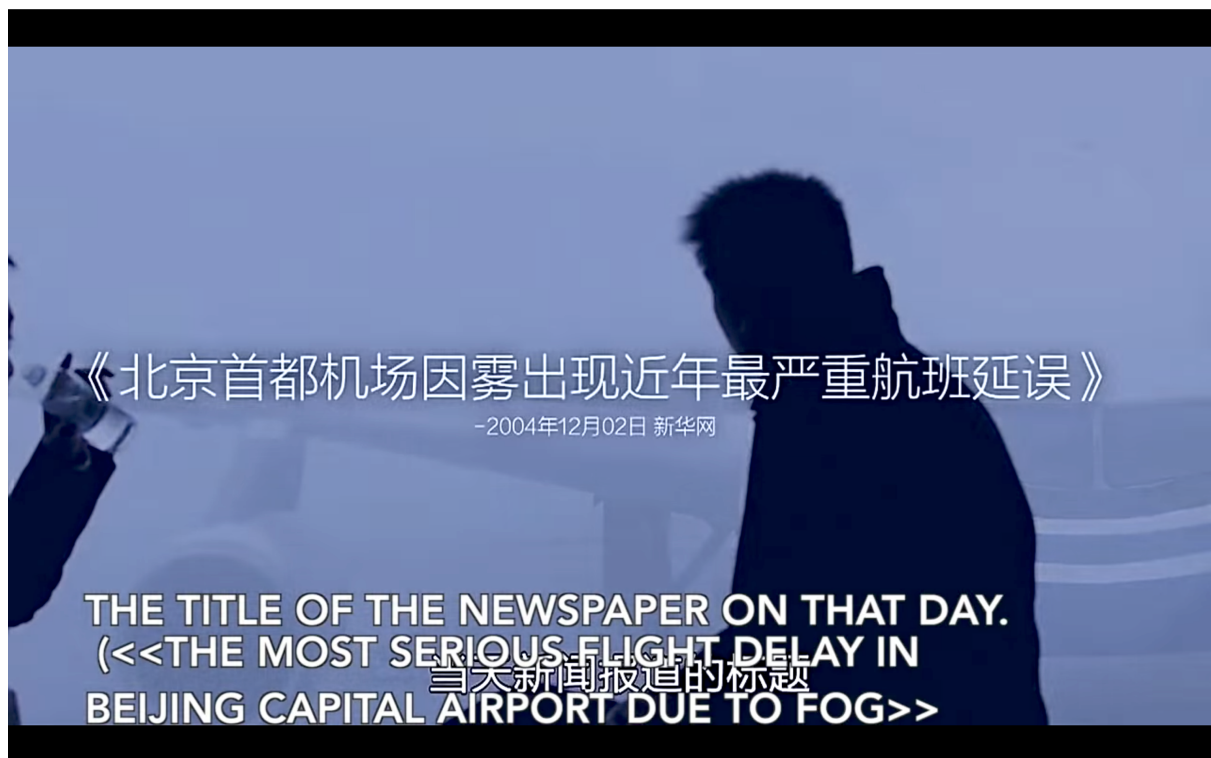 《北京首都机场因雾出现近年最严重航班延误》
-2004年12月02日 新华网
THE TITLE OF THE NEWSPAPER ON THAT DAY.
(<<THE MOST SERIOUS FLIGHT DELAY IN
当天新闻报道的标题
BEIJING CAPITAL AIRPORT DUE TO FOG>>